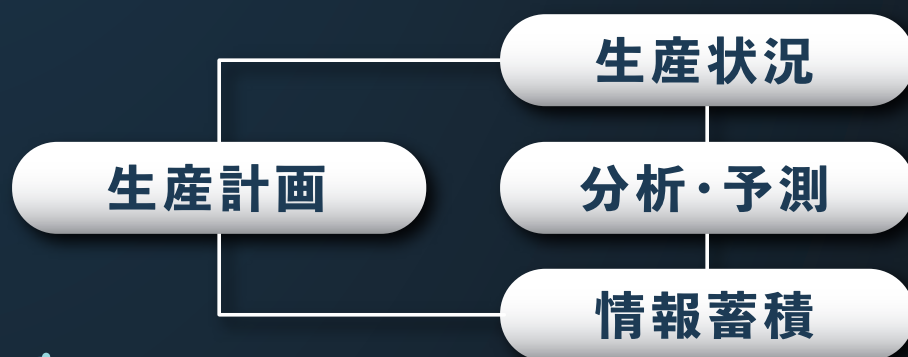 生産状況
生産計画
分析・予測
情報蓄積